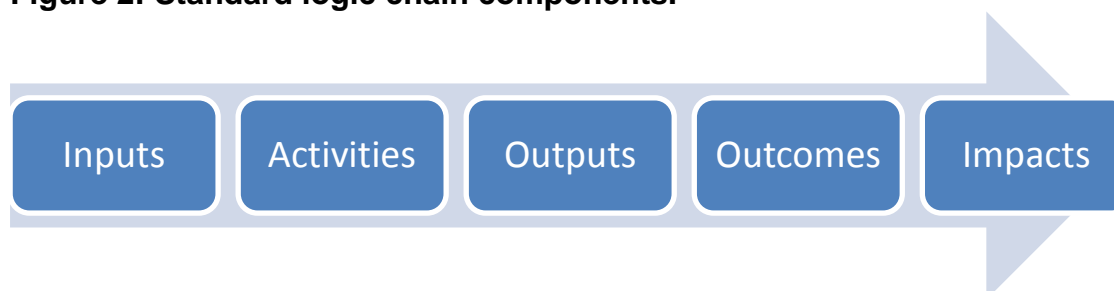 Figure 2. Standard logic chain components.
Inputs
Activities
Outputs
Outcomes
Impacts